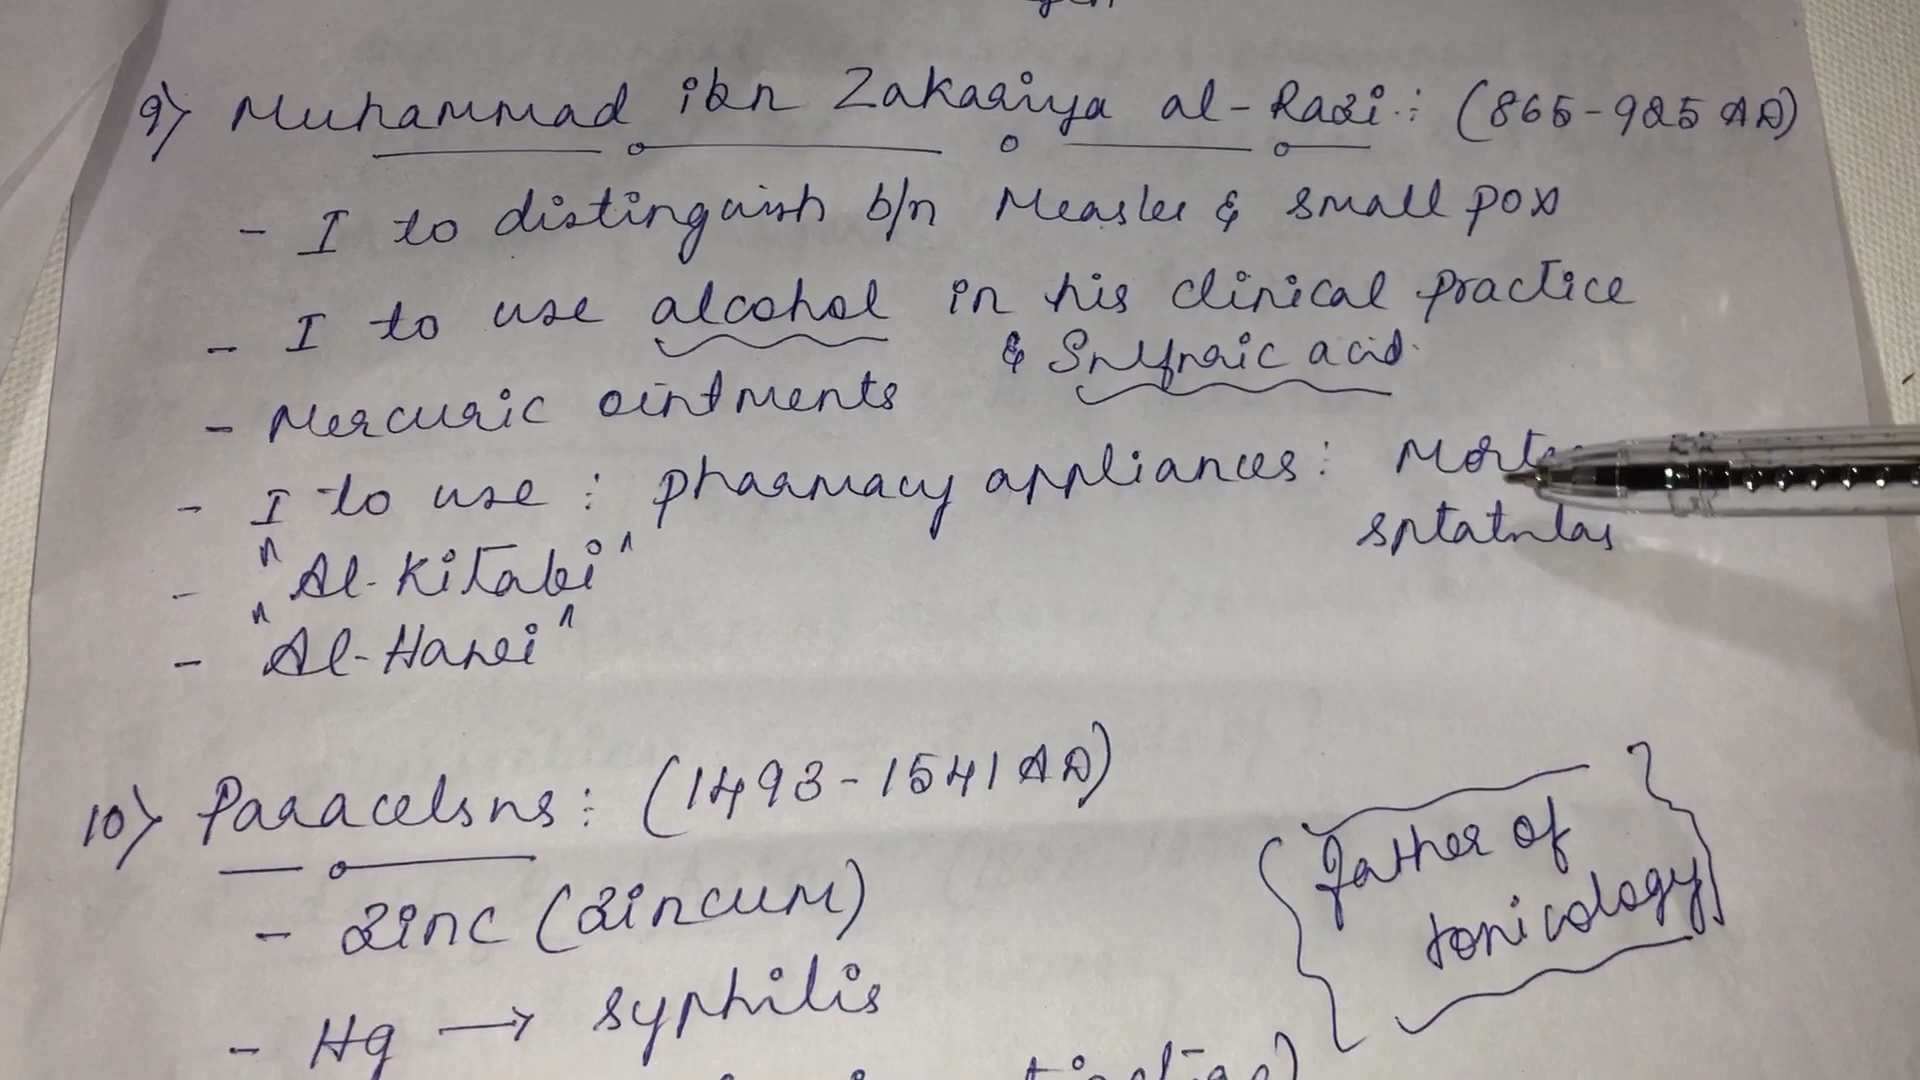 9) Muhammad ibn Zakariya al-Razi : (865-925 AD)
- I to distinguish b/n Measles & small pox
- I to use alcohol in his clinical practice
& Sulfuric acid.
- Mercuric ointments
- I to use : pharmacy appliances : Mort
sptatulas
- "Al-Kitabi"
- "Al-Hawi"
10) Paracelsus : (1493-1541 AD)
Father of
toxicology
- Zinc (Zincum)
- Hg → syphilis